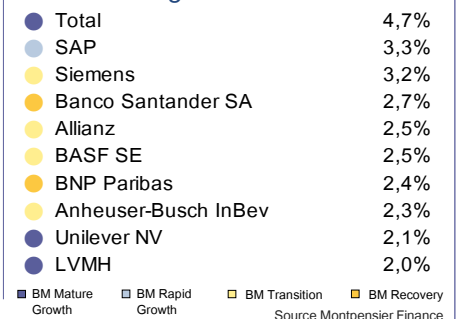 Total 4,7%
SAP 3,3%
Siemens 3,2%
Banco Santander SA 2,7%
Allianz 2,5%
BASF SE 2,5%
BNP Paribas 2,4%
Anheuser-Busch InBev 2,3%
Unilever NV 2,1%
LVMH 2,0%
BM Mature Growth BM Rapid Growth BM Transition BM Recovery
Source Montpensier Finance